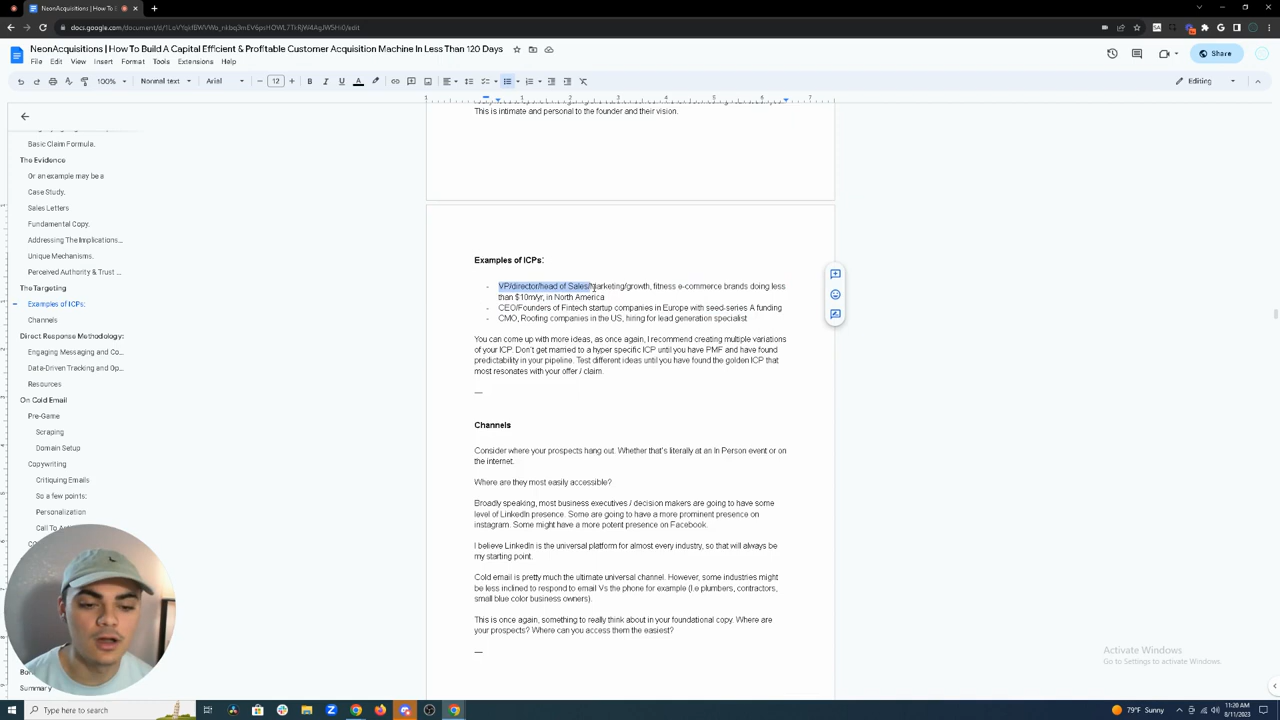 NeonAcquisitions | How To
NeonAcquisitions | How To Build A Capital Efficient & Profitable Customer Acquisition Machine In Less Than 120 Days
File Edit View Insert Format Tools Extensions Help
Share
100%
Normal text
Arial
12
Editing
Basic Claim Formula.
The Evidence
Or an example may be a
Case Study.
Sales Letters
Fundamental Copy.
Addressing The Implications...
Unique Mechanisms.
Perceived Authority & Trust ...
The Targeting
Examples of ICPs:
Channels
Direct Response Methodology:
Engaging Messaging and Co...
Data-Driven Tracking and Op...
Resources
On Cold Email
Pre-Game
Scraping
Domain Setup
Copywriting
Critiquing Emails
So a few points:
Personalization
Summary
This is intimate and personal to the founder and their vision.
Examples of ICPs:
- VP/director/head of Sales/Marketing/growth, fitness e-commerce brands doing less
than $10m/yr, in North America
- CEO/Founders of Fintech startup companies in Europe with seed-series A funding
- CMO, Roofing companies in the US, hiring for lead generation specialist
You can come up with more ideas, as once again, I recommend creating multiple variations
of your ICP. Don't get married to a hyper specific ICP until you have PMF and have found
predictability in your pipeline. Test different ideas until you have found the golden ICP that
most resonates with your offer / claim.
—
Channels
Consider where your prospects hang out. Whether that's literally at an In Person event or on
the internet.
Where are they most easily accessible?
Broadly speaking, most business executives / decision makers are going to have some
level of LinkedIn presence. Some are going to have a more prominent presence on
instagram. Some might have a more potent presence on Facebook.
I believe LinkedIn is the universal platform for almost every industry, so that will always be
my starting point.
Cold email is pretty much the ultimate universal channel. However, some industries might
be less inclined to respond to email Vs the phone for example (I.e plumbers, contractors,
small blue color business owners).
This is once again, something to really think about in your foundational copy. Where are
your prospects? Where can you access them the easiest?
—
Activate Windows
Go to Settings to activate Windows.
Type here to search
79°F Sunny
11:20 AM
8/11/2023